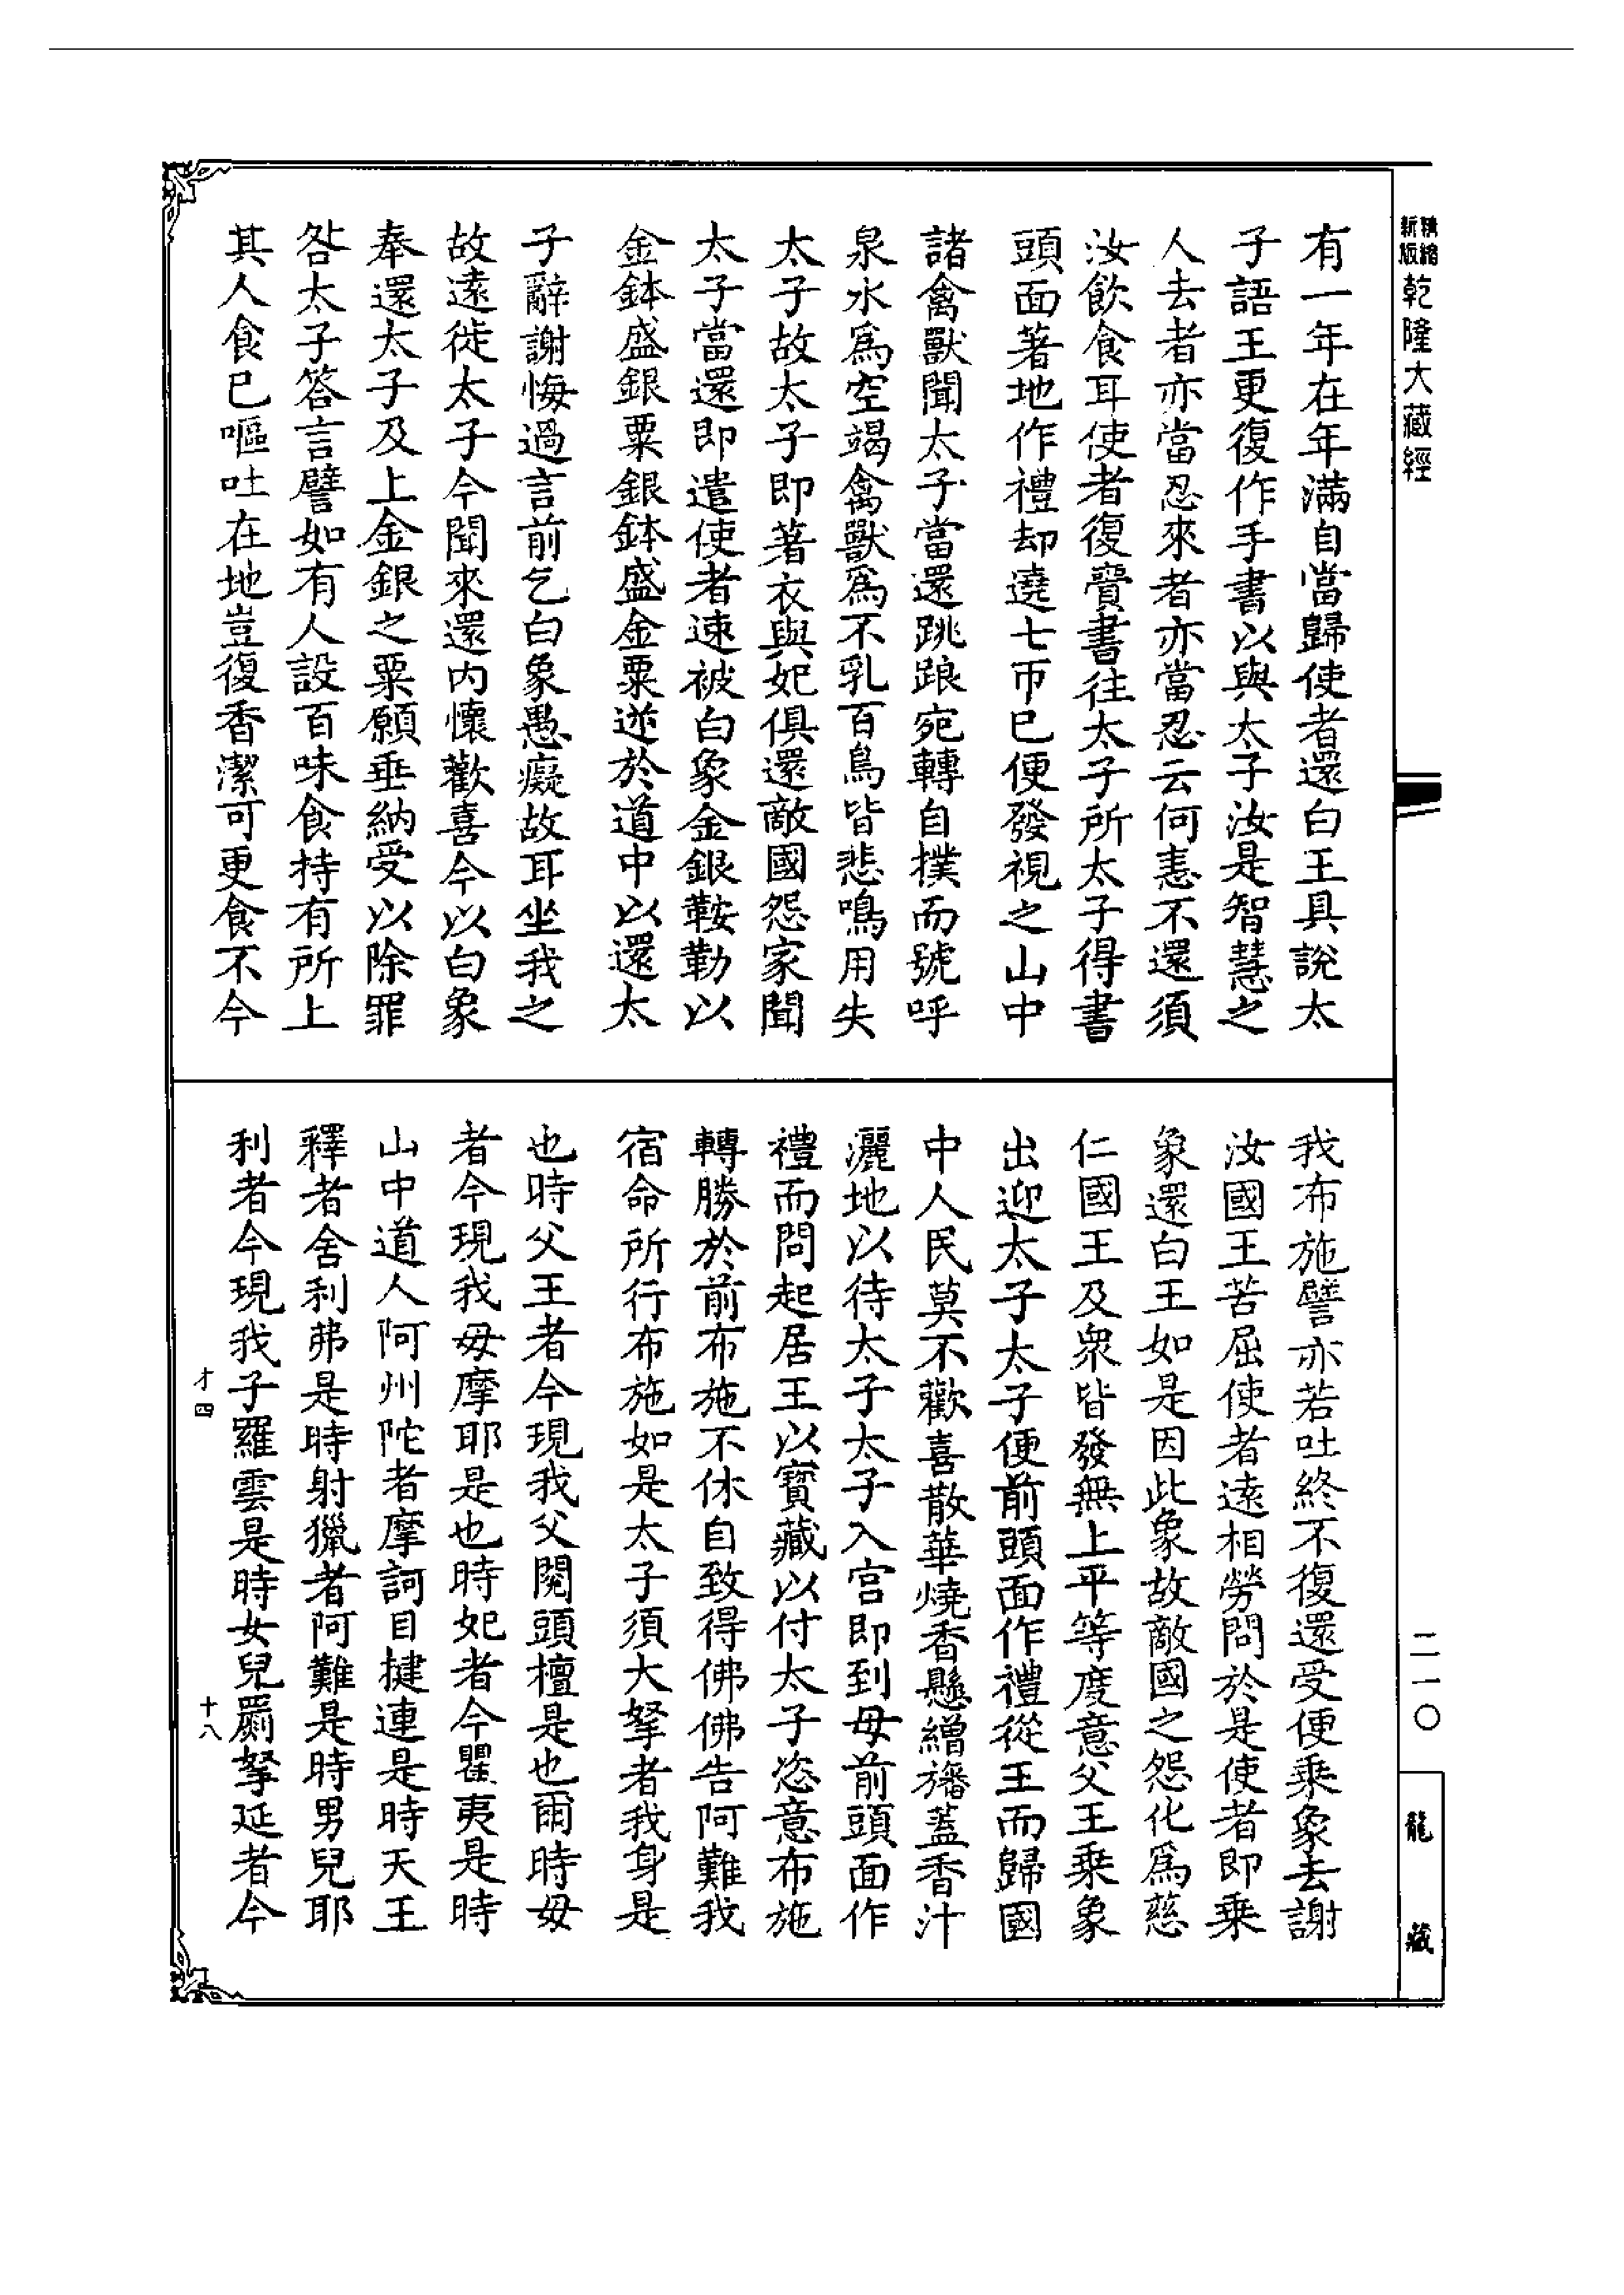 精縮新版乾隆大藏經
有一年在年滿自當歸使者還白王具說太
子語王更復作手書以與太子汝是智慧之
人去者亦當忍來者亦當忍云何恚不還須
汝飲食耳使者復齎書往太子所太子得書
頭面著地作禮却遶七帀已便發視之山中
諸禽獸聞太子當還跳踉宛轉自撲而號呼
泉水爲空竭禽獸爲不乳百鳥皆悲鳴用失
太子故太子即著衣與妃俱還敵國怨家聞
太子當還即遣使者速被白象金銀鞍勒以
金鉢盛銀粟銀鉢盛金粟逆於道中以還太
子辭謝悔過言前乞白象愚癡故耳坐我之
故遠徙太子今聞來還內懷歡喜今以白象
奉還太子及上金銀之粟願垂納受以除罪
咎太子答言譬如有人設百味食持有所上
其人食已嘔吐在地豈復香潔可更食不今
我布施譬亦若吐終不復還受便乘象去謝
汝國王苦屈使者遠相勞問於是使者即乘
象還白王如是因此象故敵國之怨化爲慈
仁國王及衆皆發無上平等度意父王乘象
出迎太子太子便前頭面作禮從王而歸國
中人民莫不歡喜散華燒香懸繒旛蓋香汁
灑地以待太子太子入宫即到母前頭面作
禮而問起居王以寶藏以付太子恣意布施
轉勝於前布施不休自致得佛佛告阿難我
宿命所行布施如是太子須大拏者我身是
也時父王者今現我父閱頭檀是也爾時母
者今現我母摩耶是也時妃者今瞿夷是時
山中道人阿州陀者摩訶目揵連是時天王
釋者舍利弗是時射獵者阿難是時男兒耶
利者今現我子羅雲是時女兒罽拏延者今
才四
十八
二一〇
龍藏